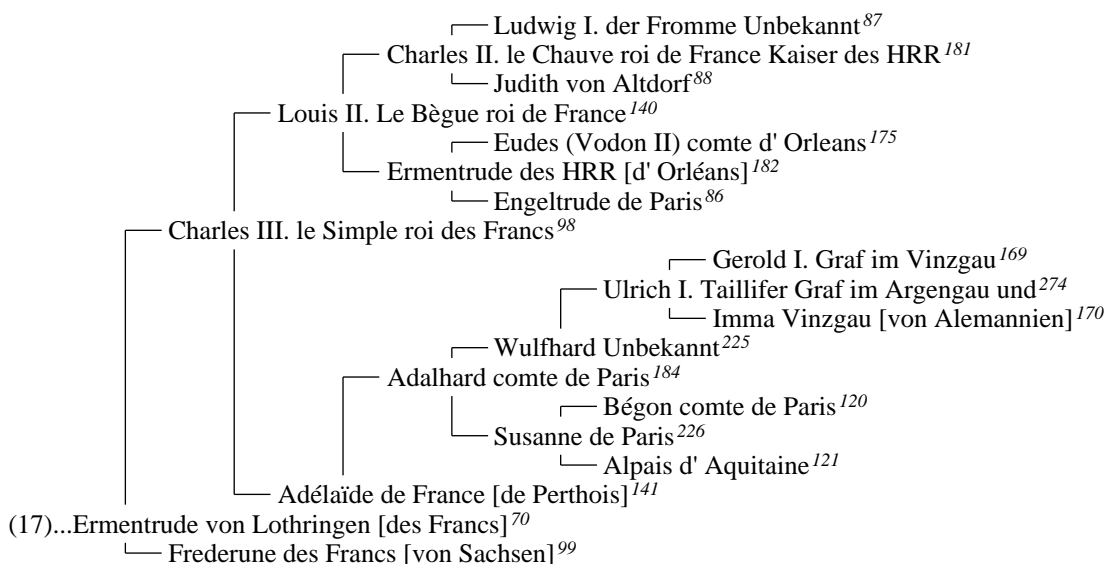 Ludwig I. der Fromme Unbekannt 87
Charles II. le Chauve roi de France Kaiser des HRR 181
Judith von Altdorf 88
Louis II. Le Bègue roi de France 140
Eudes (Vodon II) comte d' Orleans 175
Ermentrude des HRR [d' Orléans] 182
Engeltrude de Paris 86
Charles III. le Simple roi des Francs 98
Gerold I. Graf im Vinzgau 169
Ulrich I. Taillifer Graf im Argengau und 274
Imma Vinzgau [von Alemannien] 170
Wulfhard Unbekannt 225
Adalhard comte de Paris 184
Bégon comte de Paris 120
Susanne de Paris 226
Alpais d' Aquitaine 121
Adélaïde de France [de Perthois] 141
(17)...Ermentrude von Lothringen [des Francs] 70
Frederune des Francs [von Sachsen] 99